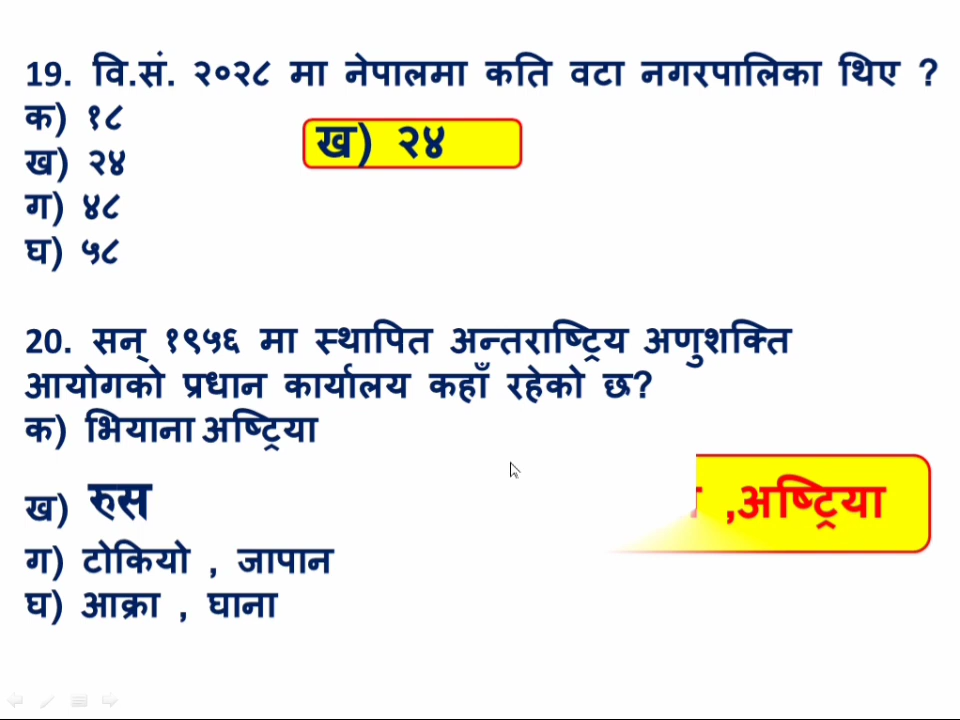 19. वि.सं. २०२८ मा नेपालमा कति वटा नगरपालिका थिए ?
क) १८
ख) २४
ख) २४
ग) ४८
घ) ५८
20. सन् १९५६ मा स्थापित अन्तराष्ट्रिय अणुशक्ति
आयोगको प्रधान कार्यालय कहाँ रहेको छ?
क) भियाना अष्ट्रिया
ख) रुस
,अष्ट्रिया
ग) टोकियो , जापान
घ) आक्रा , घाना